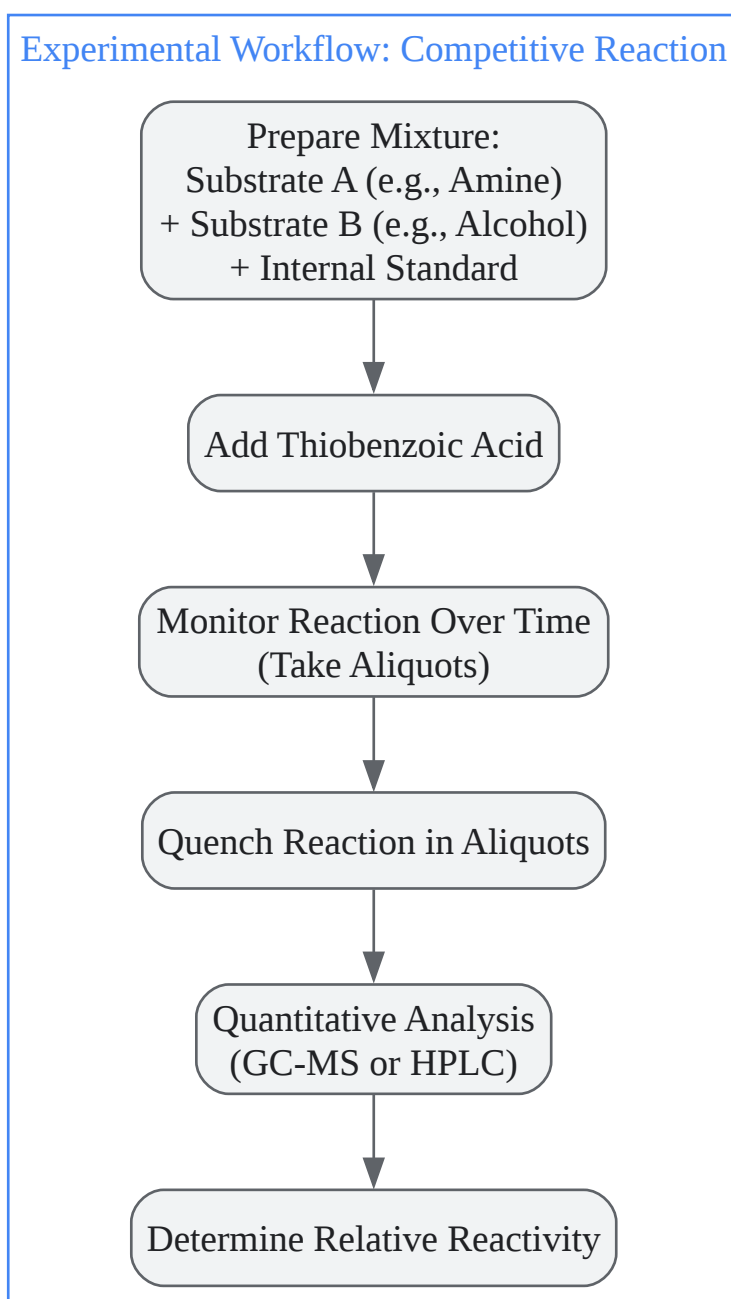 Experimental Workflow: Competitive Reaction
Prepare Mixture:
Substrate A (e.g., Amine)
+ Substrate B (e.g., Alcohol)
+ Internal Standard
Add Thiobenzoic Acid
Monitor Reaction Over Time
(Take Aliquots)
Quench Reaction in Aliquots
Quantitative Analysis
(GC-MS or HPLC)
Determine Relative Reactivity